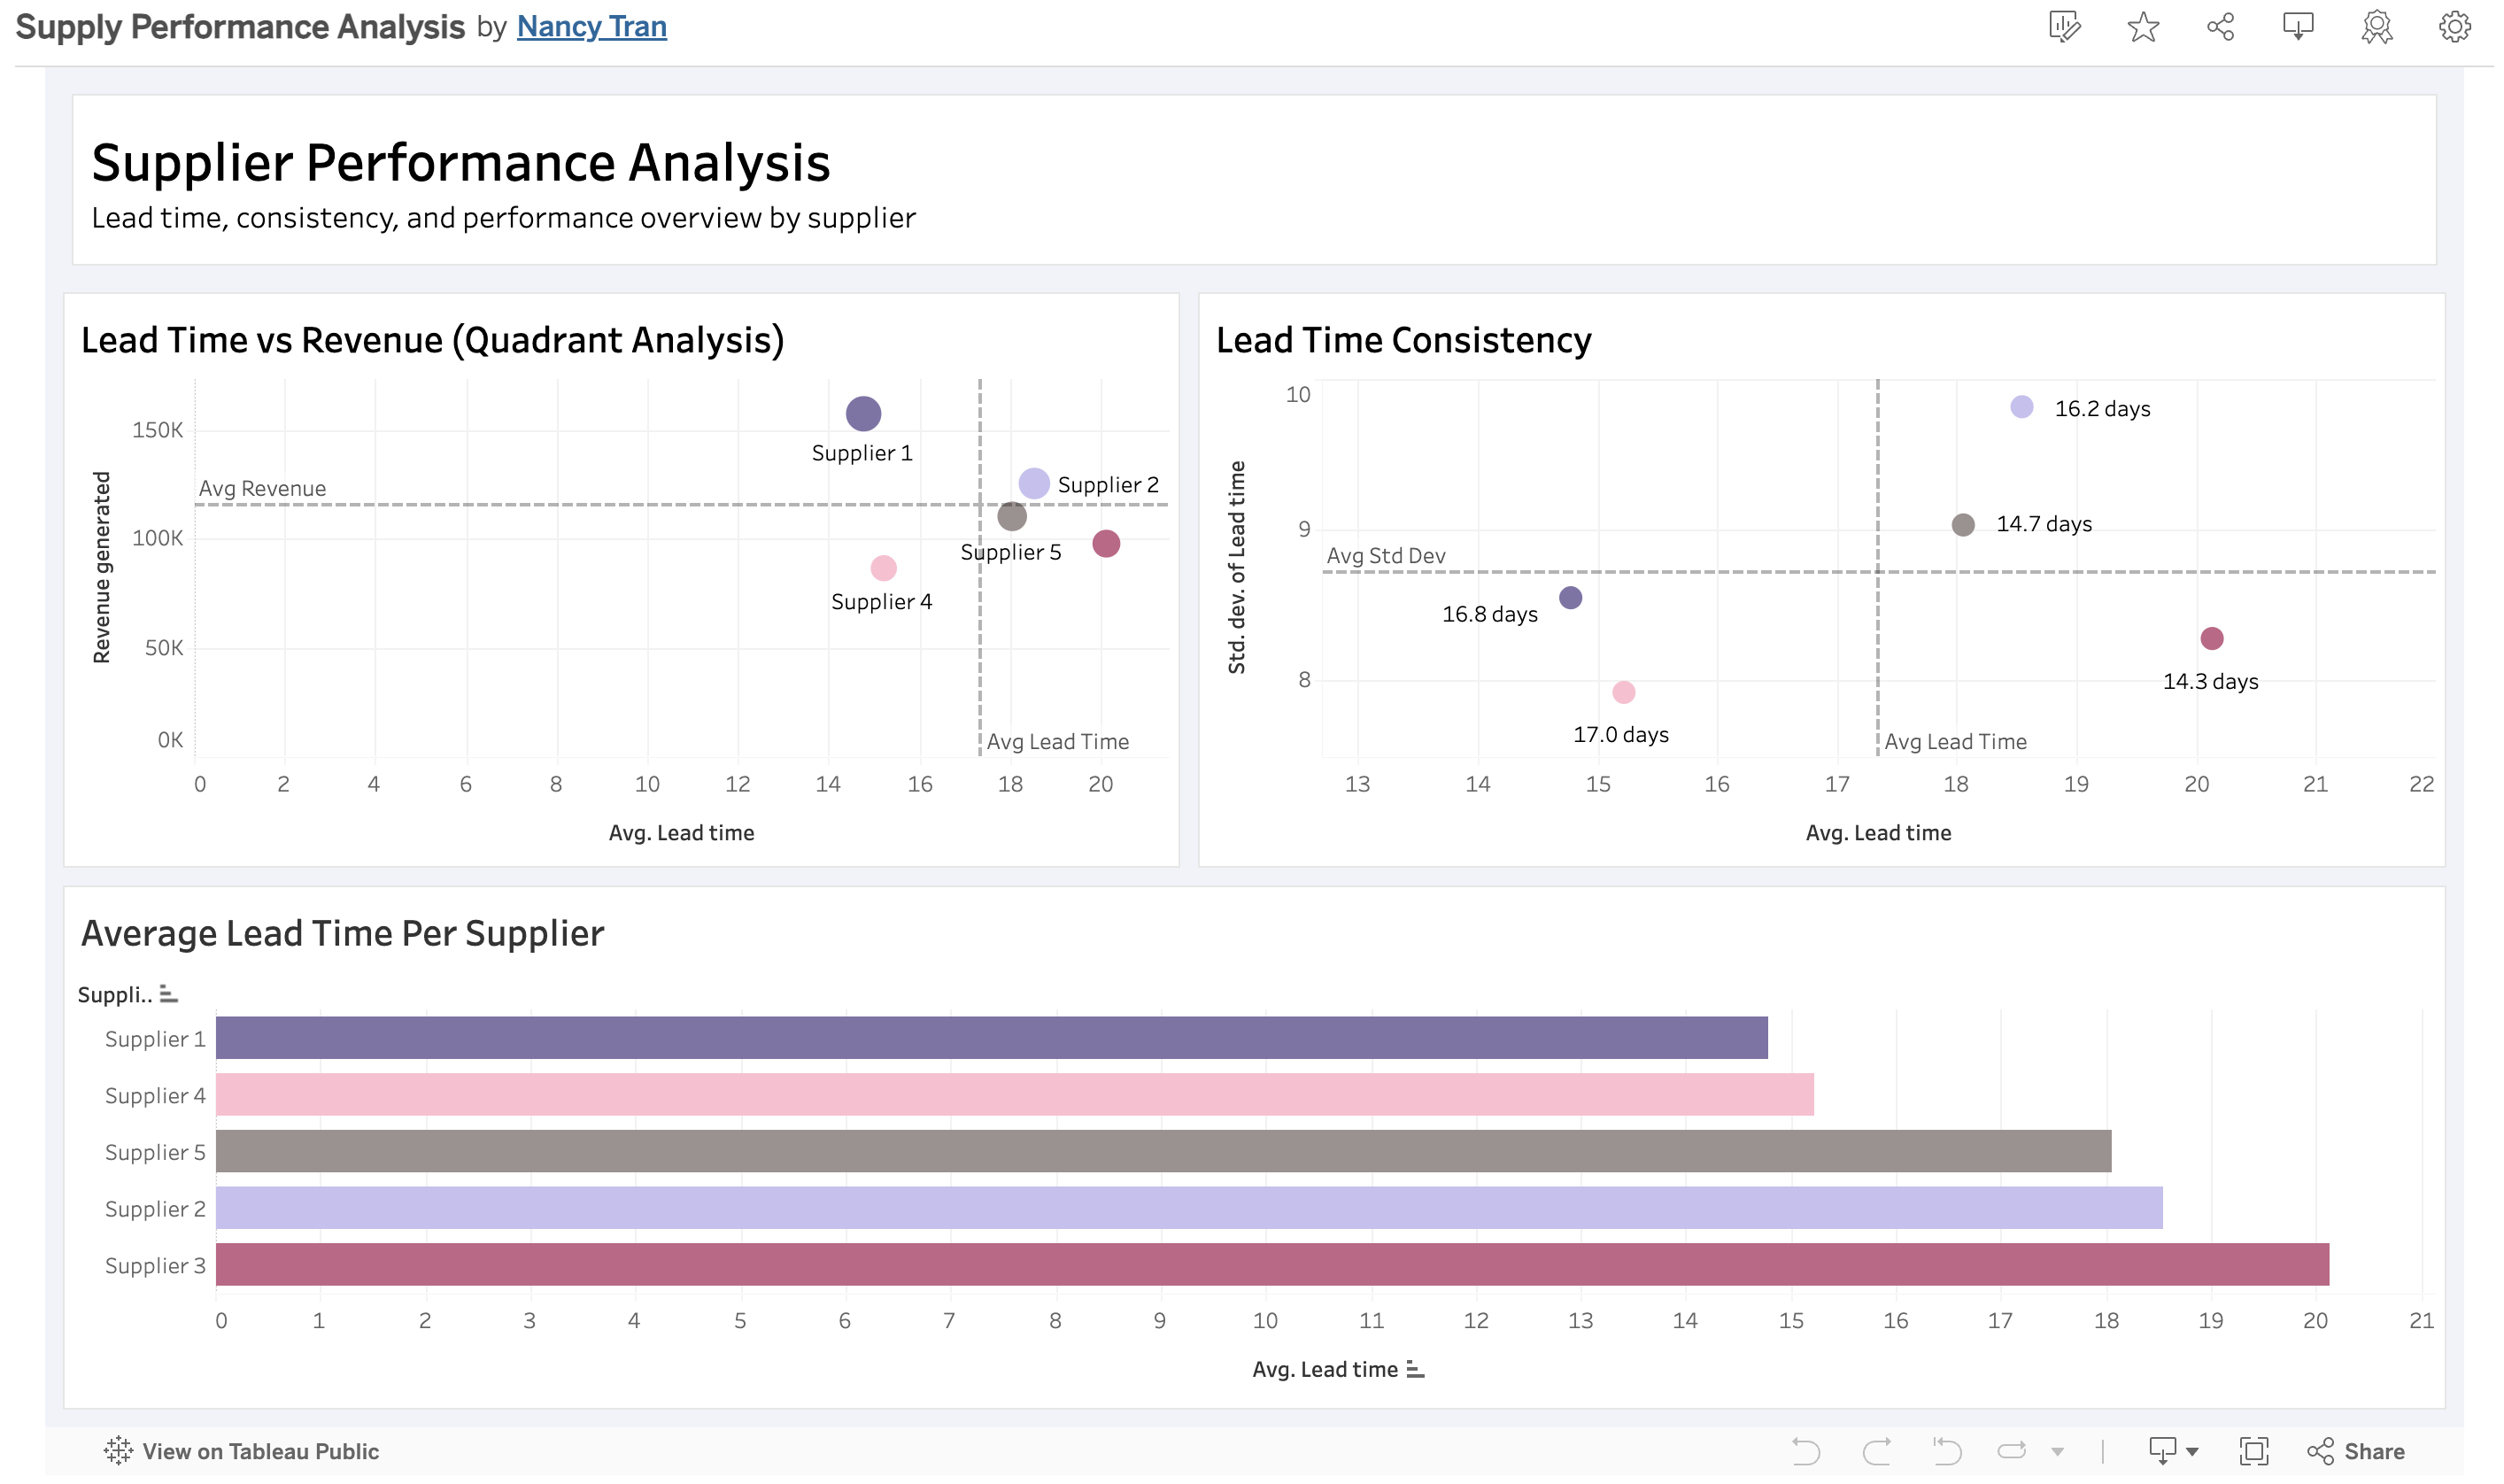 Supply Performance Analysis by Nancy Tran
Supplier Performance Analysis
Lead time, consistency, and performance overview by supplier
Lead Time vs Revenue (Quadrant Analysis)
Revenue generated
150K
100K
50K
0K
Avg Revenue
Supplier 1
Supplier 2
Supplier 5
Supplier 4
Avg Lead Time
0 2 4 6 8 10 12 14 16 18 20
Avg. Lead time
Lead Time Consistency
Std. dev. of Lead time
10
9
8
16.2 days
14.7 days
Avg Std Dev
16.8 days
14.3 days
17.0 days
Avg Lead Time
13 14 15 16 17 18 19 20 21 22
Avg. Lead time
Average Lead Time Per Supplier
Suppli..
Supplier 1
Supplier 4
Supplier 5
Supplier 2
Supplier 3
0 1 2 3 4 5 6 7 8 9 10 11 12 13 14 15 16 17 18 19 20 21
Avg. Lead time
View on Tableau Public
Share